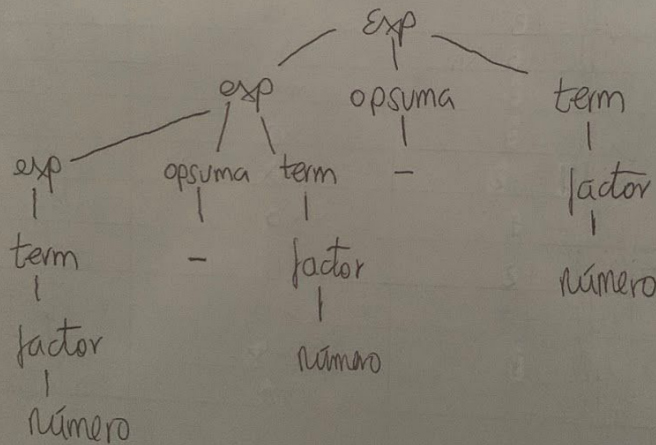 Exp
exp opsuma term
exp opsuma term - factor
term - factor número
factor número
número